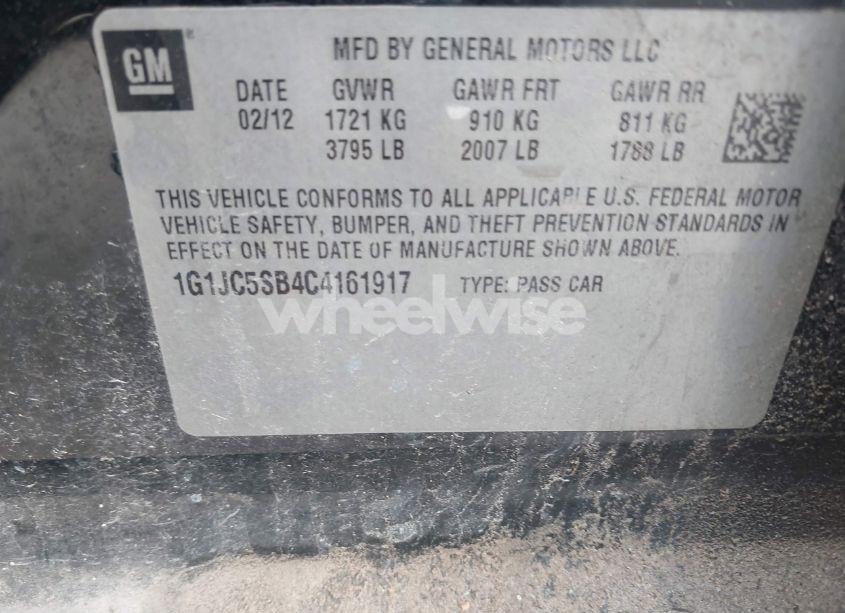 GM ®
MFD BY GENERAL MOTORS LLC
DATE GVWR GAWR FRT GAWR RR
02/12 1721 KG 910 KG 811 KG
3795 LB 2007 LB 1788 LB
THIS VEHICLE CONFORMS TO ALL APPLICABLE U.S. FEDERAL MOTOR
VEHICLE SAFETY, BUMPER, AND THEFT PREVENTION STANDARDS IN
EFFECT ON THE DATE OF MANUFACTURE SHOWN ABOVE.
1G1JC5SB4C4161917 TYPE: PASS CAR
wheelwise